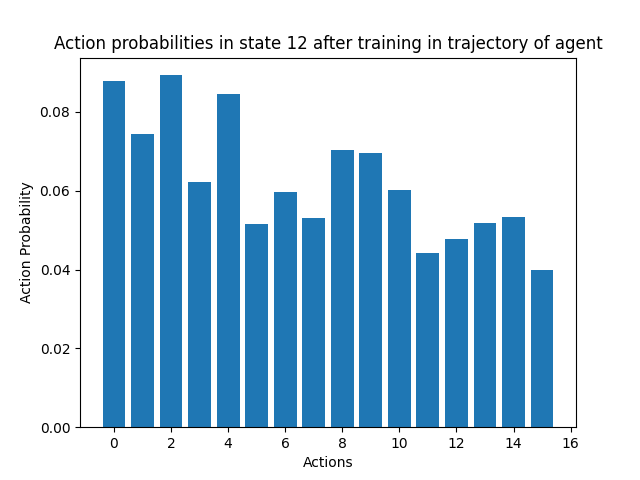 Action probabilities in state 12 after training in trajectory of agent
0.08
0.06
0.04
0.02
0.00
Action Probability
0 2 4 6 8 10 12 14 16
Actions